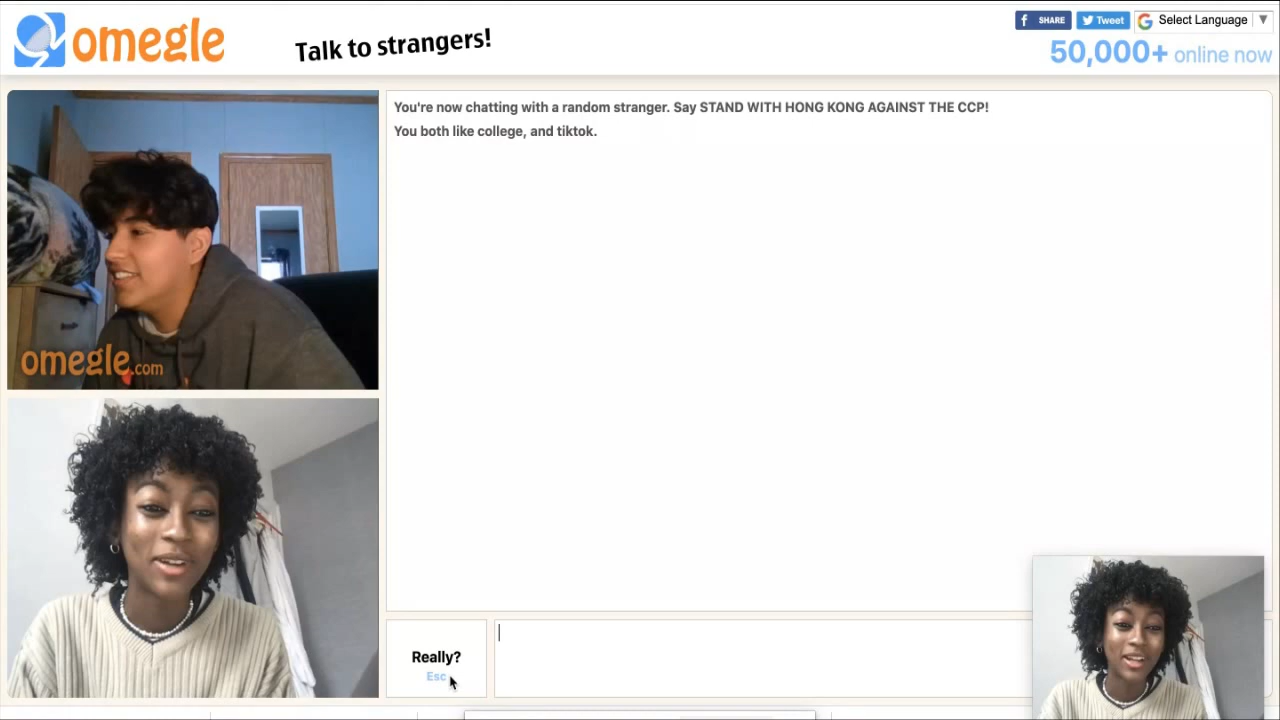 omegle
Talk to strangers!
SHARE
Tweet
Select Language
50,000+ online now
You're now chatting with a random stranger. Say STAND WITH HONG KONG AGAINST THE CCP!
You both like college, and tiktok.
omegle.com
Really?
Esc